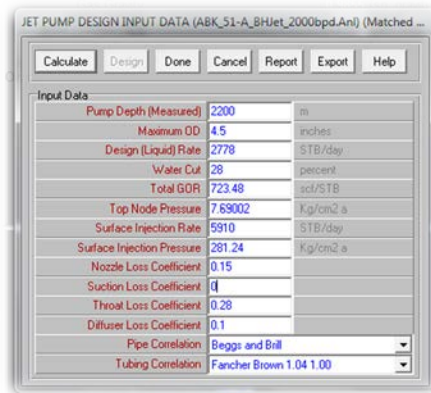 JET PUMP DESIGN INPUT DATA (ABK_51-A_BHJet_2000bpd.Anl) (Matched ...
Calculate Design Done Cancel Report Export Help
Input Data
Pump Depth (Measured) 2200 m
Maximum OD 4.5 inches
Design (Liquid) Rate 2778 STB/day
Water Cut 28 percent
Total GOR 723.48 scf/STB
Top Node Pressure 7.69002 Kg/cm2 a
Surface Injection Rate 5910 STB/day
Surface Injection Pressure 281.24 Kg/cm2 a
Nozzle Loss Coefficient 0.15
Suction Loss Coefficient 0
Throat Loss Coefficient 0.28
Diffuser Loss Coefficient 0.1
Pipe Correlation Beggs and Brill
Tubing Correlation Fancher Brown 1.04 1.00